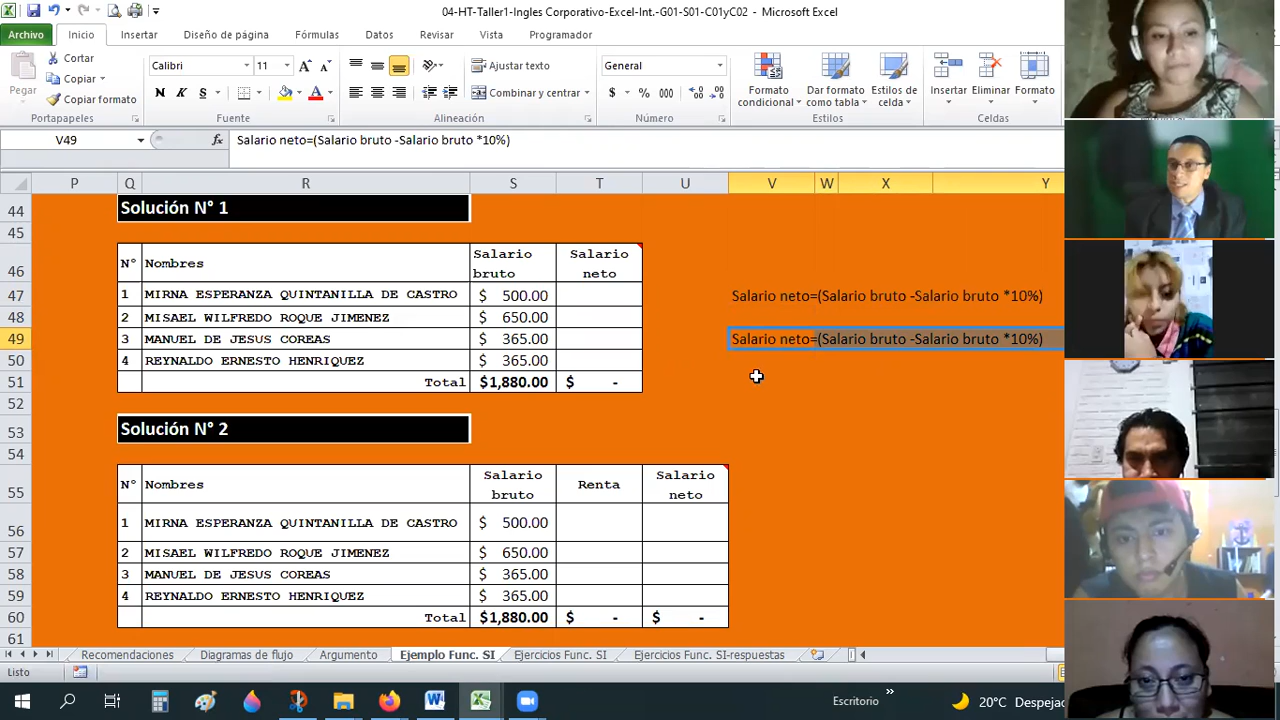 04-HT-Taller1-Ingles Corporativo-Excel-Int.-G01-S01-C01yC02 - Microsoft Excel
Archivo Inicio Insertar Diseño de página Fórmulas Datos Revisar Vista Programador
Cortar
Copiar
Copiar formato
Pegar
Portapapeles
Calibri 11
N K S
Fuente
Ajustar texto
Combinar y centrar
Alineación
General
$ % 000
Número
Formato condicional
Dar formato como tabla
Estilos de celda
Estilos
Insertar Eliminar Formato
Celdas
V49 fx Salario neto=(Salario bruto -Salario bruto *10%)
P Q R S T U V W X Y
44 Solución N° 1
45
46 N° Nombres Salario bruto Salario neto
47 1 MIRNA ESPERANZA QUINTANILLA DE CASTRO $ 500.00 Salario neto=(Salario bruto -Salario bruto *10%)
48 2 MISAEL WILFREDO ROQUE JIMENEZ $ 650.00
49 3 MANUEL DE JESUS COREAS $ 365.00 Salario neto=(Salario bruto -Salario bruto *10%)
50 4 REYNALDO ERNESTO HENRIQUEZ $ 365.00
51 Total $1,880.00 $ -
52
53 Solución N° 2
54
55 N° Nombres Salario bruto Renta Salario neto
56 1 MIRNA ESPERANZA QUINTANILLA DE CASTRO $ 500.00
57 2 MISAEL WILFREDO ROQUE JIMENEZ $ 650.00
58 3 MANUEL DE JESUS COREAS $ 365.00
59 4 REYNALDO ERNESTO HENRIQUEZ $ 365.00
60 Total $1,880.00 $ - $ -
61
Recomendaciones Diagramas de flujo Argumento Ejemplo Func. SI Ejercicios Func. SI Ejercicios Func. SI-respuestas
Listo
Escritorio » 20°C Despejado